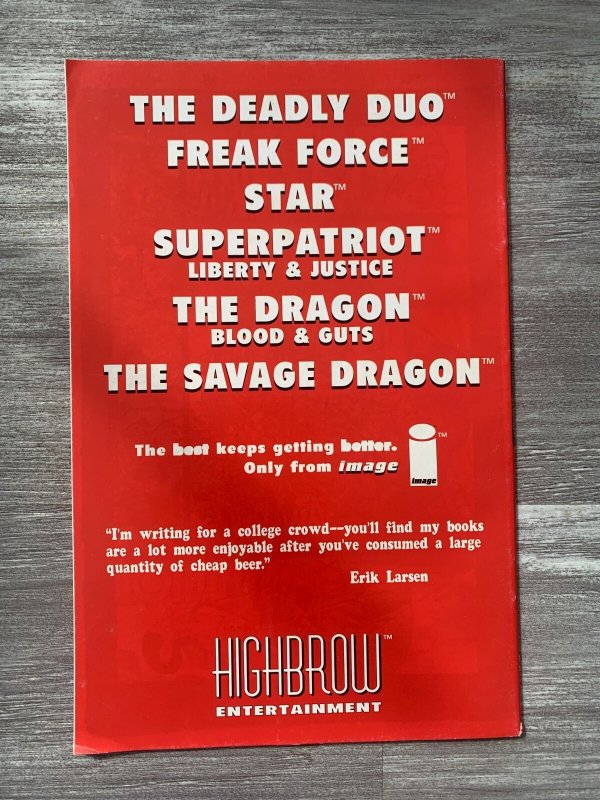 THE DEADLY DUO™
FREAK FORCE™
STAR™
SUPERPATRIOT™
LIBERTY & JUSTICE
THE DRAGON™
BLOOD & GUTS
THE SAVAGE DRAGON™
The best keeps getting better.
Only from image
TM
image
"I'm writing for a college crowd--you'll find my books
are a lot more enjoyable after you've consumed a large
quantity of cheap beer."
Erik Larsen
HIGHBROW™
ENTERTAINMENT